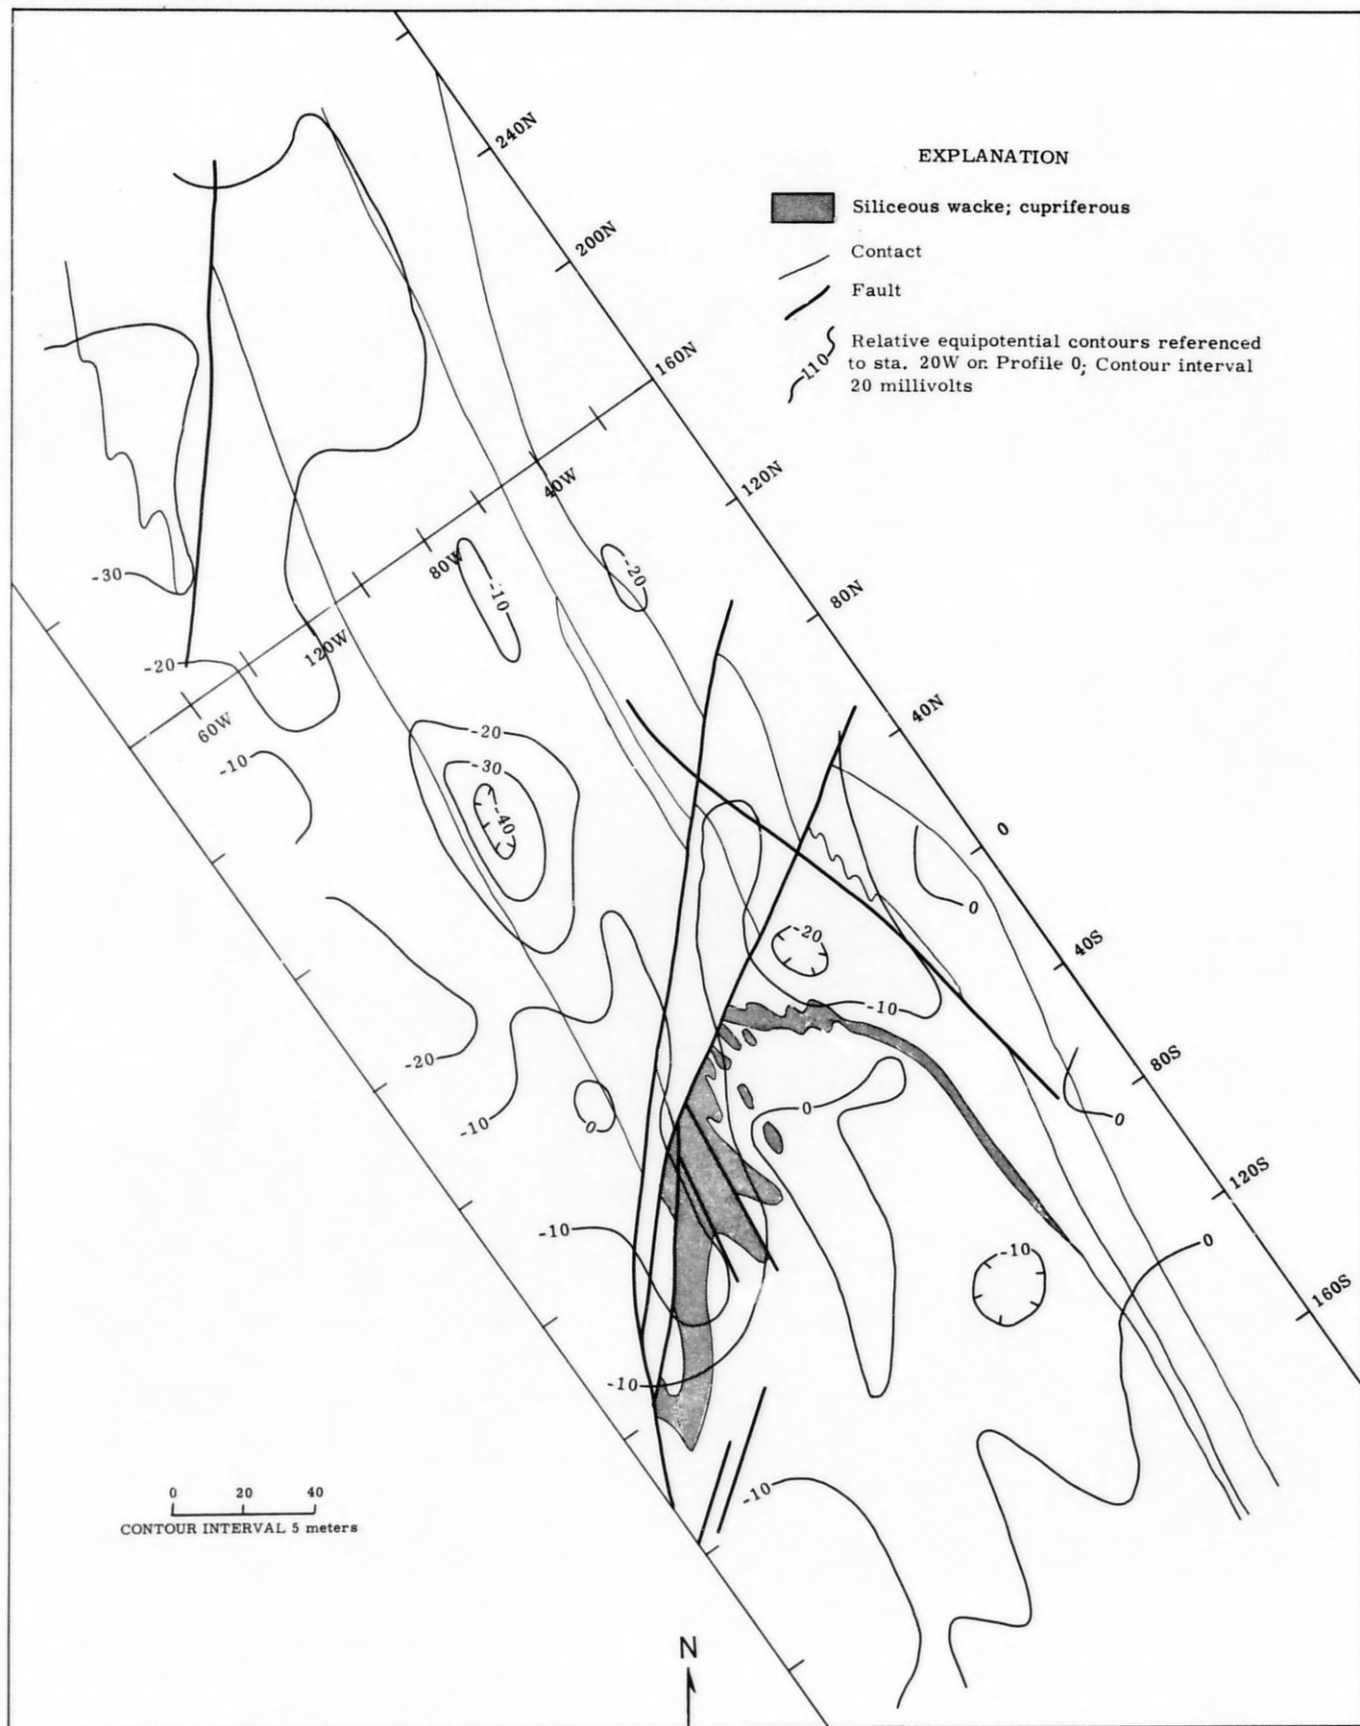 240N
EXPLANATION
Siliceous wacke; cupriferous
200N
Contact
Fault
Relative equipotential contours referenced
to sta. 20W on Profile 0; Contour interval
20 millivolts
-110
160N
40W
120N
80W
-20
-30
-10
80N
120W
-20
60W
40N
-20
-10
-30
-40
0
0
-20
40S
-10
-20
80S
-10
0
0
0
120S
-10
0
-10
160S
-10
-10
0 20 40
CONTOUR INTERVAL 5 meters
N